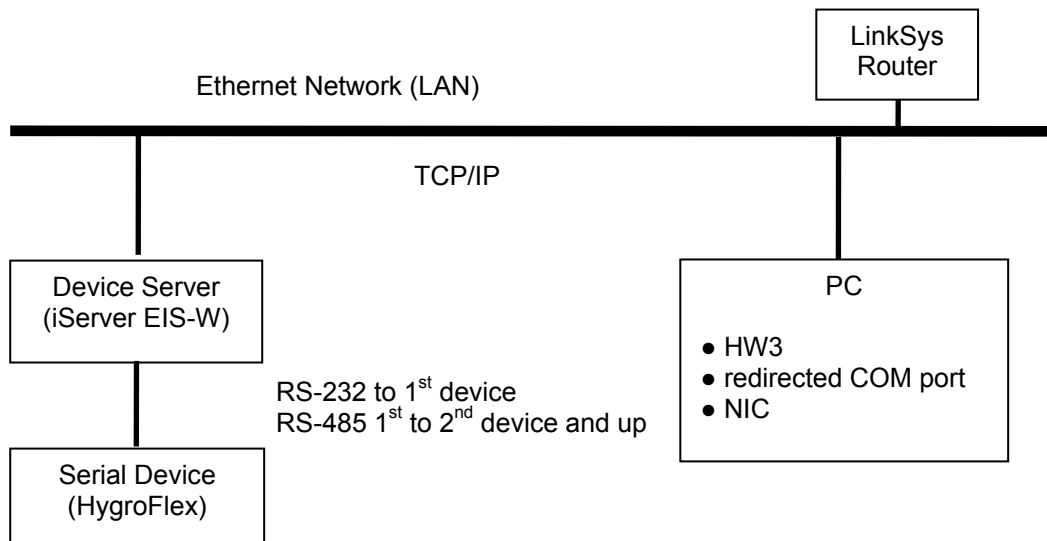 LinkSys
Router
Ethernet Network (LAN)
TCP/IP
Device Server
(iServer EIS-W)
PC
● HW3
● redirected COM port
● NIC
RS-232 to 1st device
RS-485 1st to 2nd device and up
Serial Device
(HygroFlex)